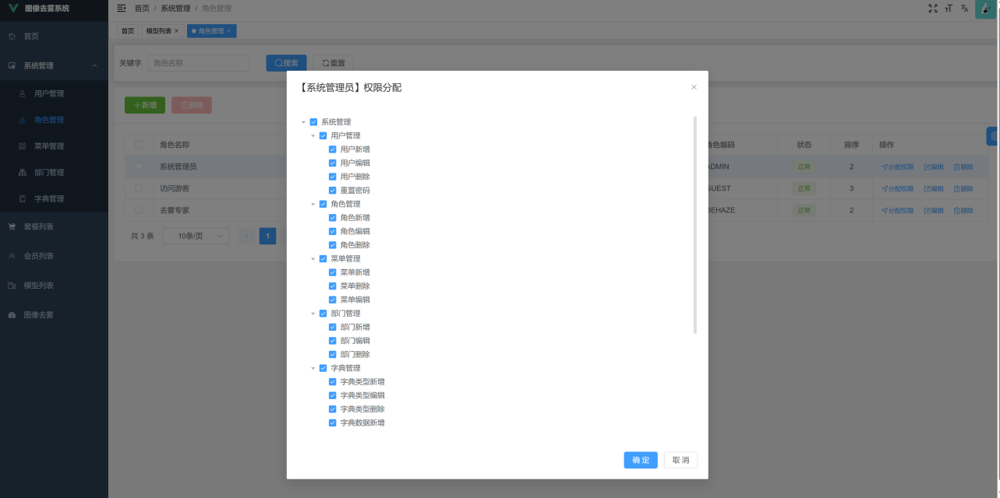 图像去雾系统
首页 / 系统管理 / 角色管理
首页 模型列表 × 角色管理 ×
首页
系统管理
用户管理
角色管理
菜单管理
部门管理
字典管理
套餐列表
会员列表
模型列表
图像去雾
关键字 角色名称 搜索 重置
新增 删除
角色名称 角色编码 状态 排序 操作
系统管理员 ADMIN 正常 2 分配权限 编辑 删除
访问游客 GUEST 正常 3 分配权限 编辑 删除
去雾专家 DEHAZE 正常 2 分配权限 编辑 删除
共 3 条 10条/页 1
【系统管理员】权限分配
系统管理
用户管理
用户新增
用户编辑
用户删除
重置密码
角色管理
角色新增
角色编辑
角色删除
菜单管理
菜单新增
菜单删除
菜单编辑
部门管理
部门新增
部门编辑
部门删除
字典管理
字典类型新增
字典类型编辑
字典类型删除
字典数据新增
确 定 取 消